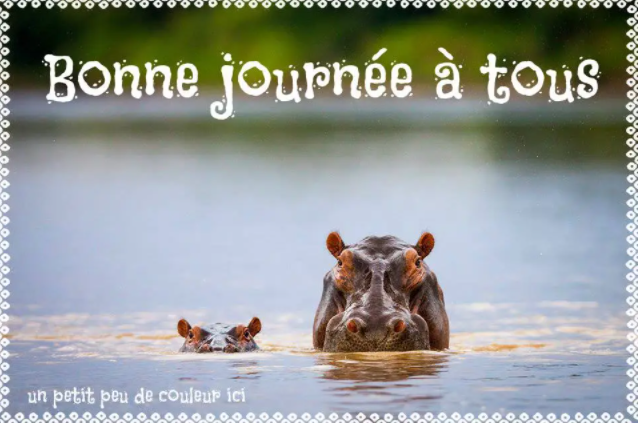 Bonne journée à tous
un petit peu de couleur ici